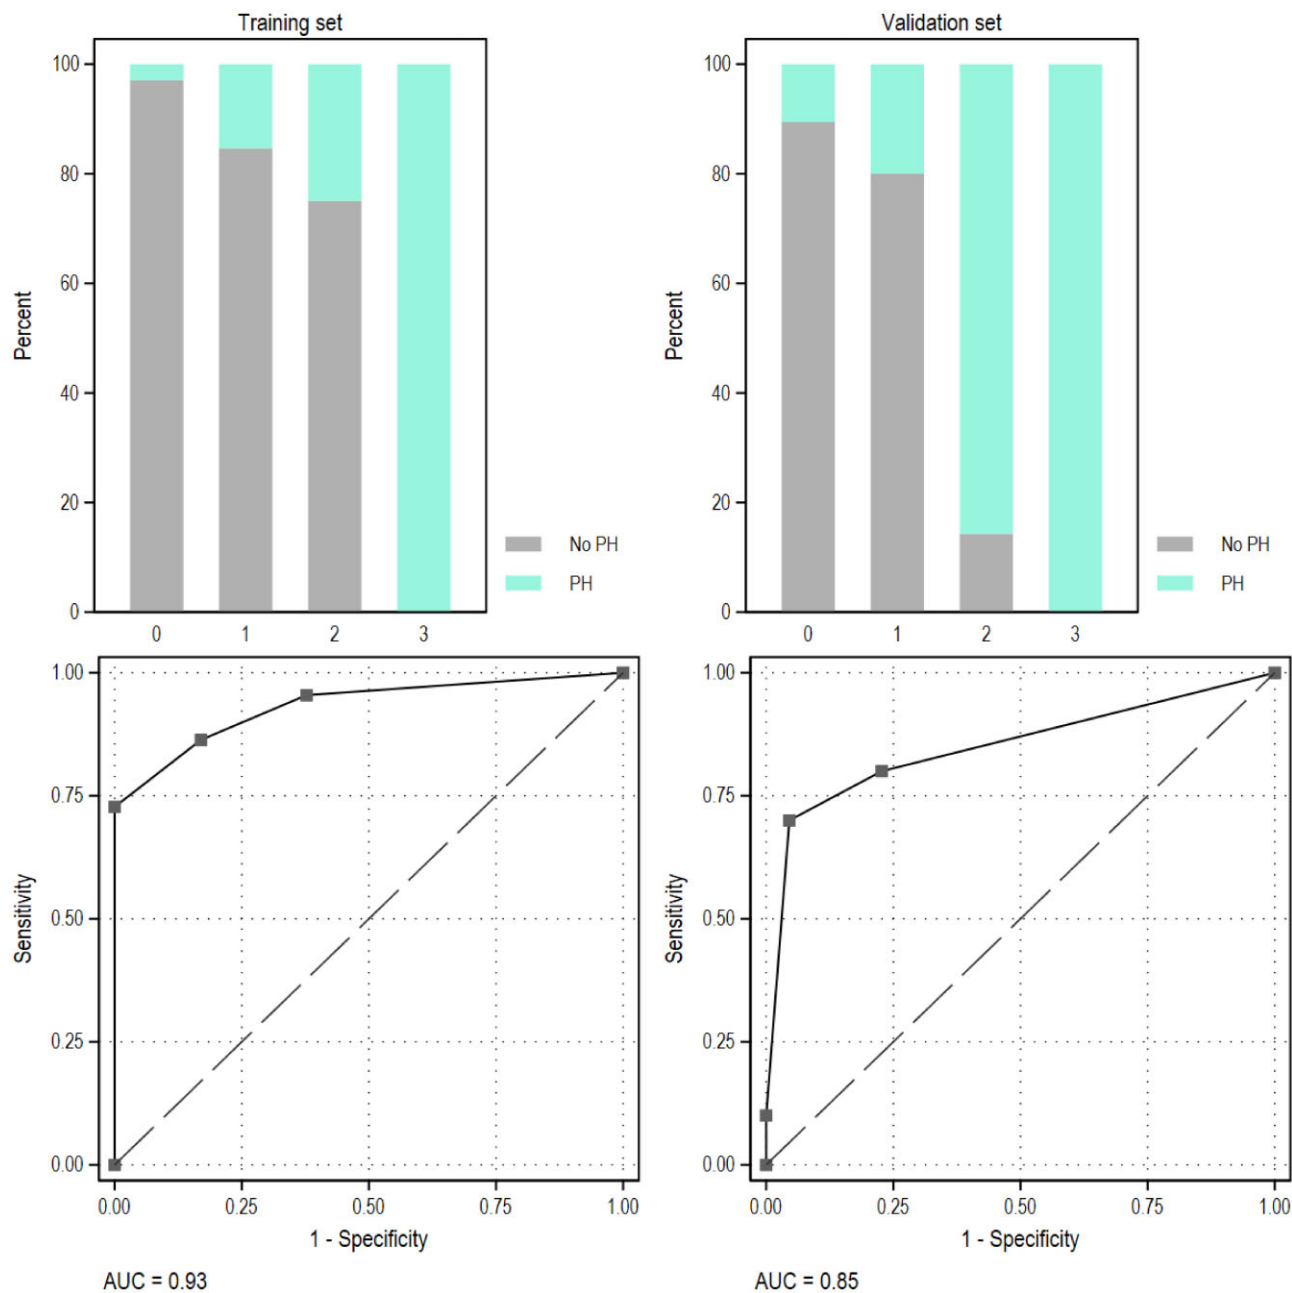 Training set
100
80
60
40
20
0
Percent
0 1 2 3
No PH
PH
Validation set
100
80
60
40
20
0
Percent
0 1 2 3
No PH
PH
1.00
0.75
0.50
0.25
0.00
Sensitivity
0.00 0.25 0.50 0.75 1.00
1 - Specificity
AUC = 0.93
1.00
0.75
0.50
0.25
0.00
Sensitivity
0.00 0.25 0.50 0.75 1.00
1 - Specificity
AUC = 0.85